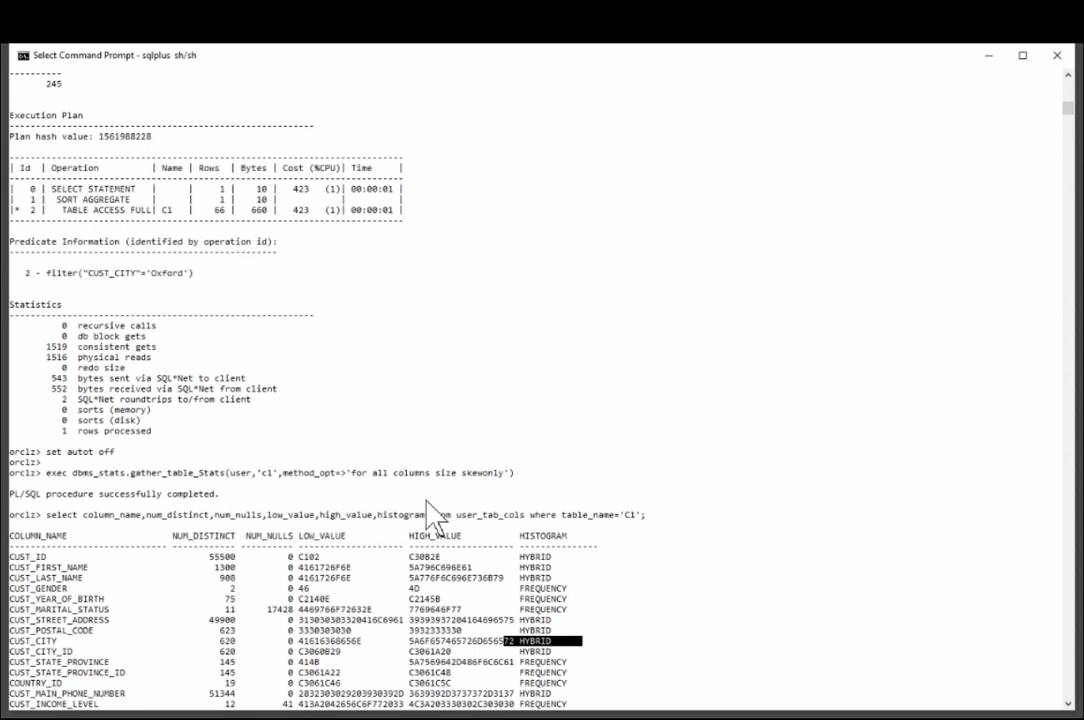 Select Command Prompt - sqlplus sh/sh
----------
245
Execution Plan
----------------------------------------------------------
Plan hash value: 1561988228
---------------------------------------------------------------------------
| Id | Operation | Name | Rows | Bytes | Cost (%CPU)| Time |
---------------------------------------------------------------------------
| 0 | SELECT STATEMENT | | 1 | 10 | 423 (1)| 00:00:01 |
| 1 | SORT AGGREGATE | | 1 | 10 | | |
|* 2 | TABLE ACCESS FULL| C1 | 66 | 660 | 423 (1)| 00:00:01 |
---------------------------------------------------------------------------
Predicate Information (identified by operation id):
---------------------------------------------------
2 - filter("CUST_CITY"='Oxford')
Statistics
----------------------------------------------------------
0 recursive calls
0 db block gets
1519 consistent gets
1516 physical reads
0 redo size
543 bytes sent via SQL*Net to client
552 bytes received via SQL*Net from client
2 SQL*Net roundtrips to/from client
0 sorts (memory)
0 sorts (disk)
1 rows processed
orclz> set autot off
orclz>
orclz> exec dbms_stats.gather_table_Stats(user,'c1',method_opt=>'for all columns size skewonly')
PL/SQL procedure successfully completed.
orclz> select column_name,num_distinct,num_nulls,low_value,high_value,histogram from user_tab_cols where table_name='C1';
COLUMN_NAME NUM_DISTINCT NUM_NULLS LOW_VALUE HIGH_VALUE HISTOGRAM
CUST_ID 55500 0 C102 C30B2E HYBRID
CUST_FIRST_NAME 1300 0 4161726F6E 5A796C696E61 HYBRID
CUST_LAST_NAME 908 0 4161726F6E 5A776F6C696E736B79 HYBRID
CUST_GENDER 2 0 46 4D FREQUENCY
CUST_YEAR_OF_BIRTH 75 0 C2140E C2145B FREQUENCY
CUST_MARITAL_STATUS 11 17428 4469766F72632E 7769646F77 FREQUENCY
CUST_STREET_ADDRESS 49900 0 313030303320416C6961 39393937204164696575 HYBRID
CUST_POSTAL_CODE 623 0 3330303030 3932333330 HYBRID
CUST_CITY 620 0 41616368656E 5A6F657465726D656572 HYBRID
CUST_CITY_ID 620 0 C3060B29 C3061A20 HYBRID
CUST_STATE_PROVINCE 145 0 414B 5A7569642D486F6C6C61 FREQUENCY
CUST_STATE_PROVINCE_ID 145 0 C3061A22 C3061C48 FREQUENCY
COUNTRY_ID 19 0 C3061C46 C3061C5C FREQUENCY
CUST_MAIN_PHONE_NUMBER 51344 0 2832303029203930392D 3639392D3737372D3137 HYBRID
CUST_INCOME_LEVEL 12 41 413A2042656C6F772033 4C3A203330302C303030 FREQUENCY